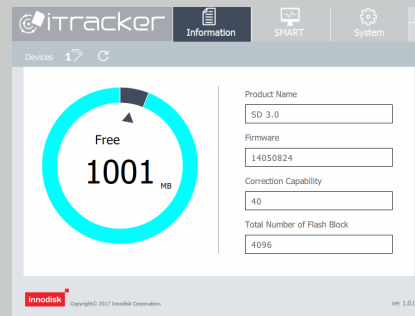 iTracker
Information
SMART
System
Devices 1
Free
1001 MB
Product Name
SD 3.0
Firmware
14050824
Correction Capability
40
Total Number of Flash Block
4096
innodisk
Copyright© 2017 Innodisk Corporation.
ver 1.0.0